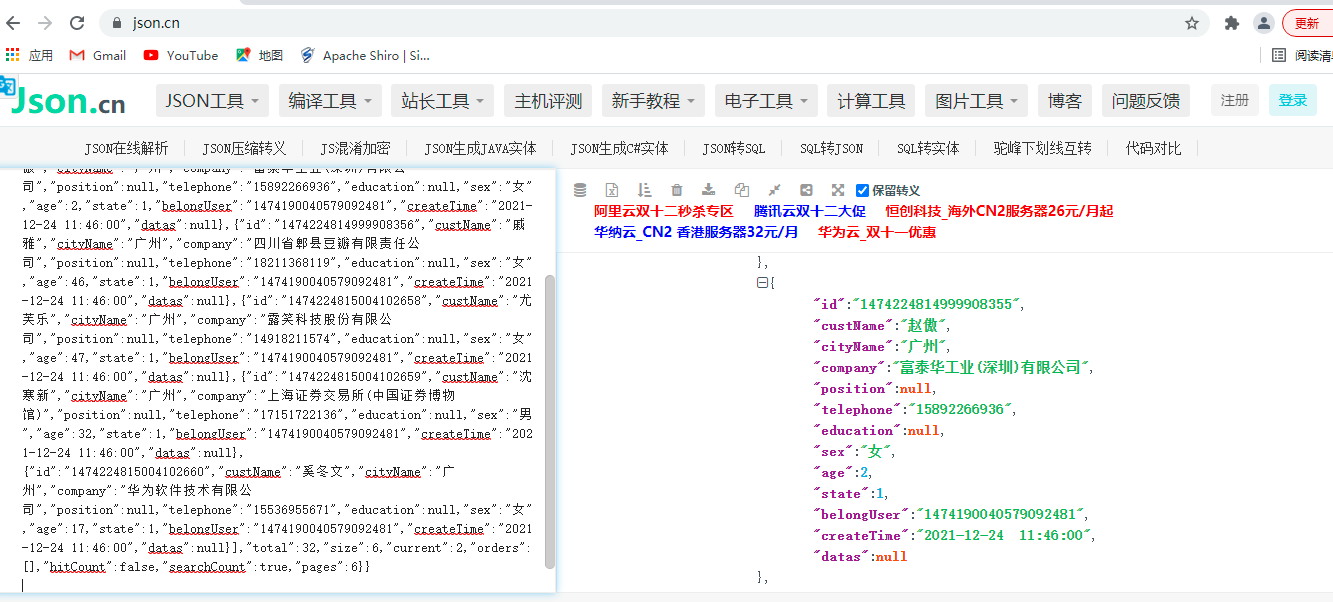 json.cn
更新
应用
Gmail
YouTube
地图
Apache Shiro | Si...
阅读清
Json.cn
JSON工具
编译工具
站长工具
主机评测
新手教程
电子工具
计算工具
图片工具
博客
问题反馈
注册
登录
JSON在线解析
JSON压缩转义
JS混淆加密
JSON生成JAVA实体
JSON生成C#实体
JSON转SQL
SQL转JSON
SQL转实体
驼峰下划线互转
代码对比
傲","cityName":"广州","company":"富泰华工业(深圳)有限公
司","position":null,"telephone":"15892266936","education":null,"sex":"女"
,"age":2,"state":1,"belongUser":"1474190040579092481","createTime":"2021-
12-24 11:46:00","datas":null},{"id":"1474224814999908356","custName":"戚
雅","cityName":"广州","company":"四川省郫县豆瓣有限责任公
司","position":null,"telephone":"18211368119","education":null,"sex":"女"
,"age":46,"state":1,"belongUser":"1474190040579092481","createTime":"2021
-12-24 11:46:00","datas":null},{"id":"1474224815004102658","custName":"尤
芙乐","cityName":"广州","company":"露笑科技股份有限公
司","position":null,"telephone":"14918211574","education":null,"sex":"女"
,"age":47,"state":1,"belongUser":"1474190040579092481","createTime":"2021
-12-24 11:46:00","datas":null},{"id":"1474224815004102659","custName":"沈
寒新","cityName":"广州","company":"上海证券交易所(中国证券博物
馆)","position":null,"telephone":"17151722136","education":null,"sex":"男
","age":32,"state":1,"belongUser":"1474190040579092481","createTime":"202
1-12-24 11:46:00","datas":null},
{"id":"1474224815004102660","custName":"奚冬文","cityName":"广
州","company":"华为软件技术有限公
司","position":null,"telephone":"15536955671","education":null,"sex":"女"
,"age":17,"state":1,"belongUser":"1474190040579092481","createTime":"2021
-12-24 11:46:00","datas":null}],"total":32,"size":6,"current":2,"orders":
[],"hitCount":false,"searchCount":true,"pages":6}}
保留转义
阿里云双十二秒杀专区 腾讯云双十二大促 恒创科技_海外CN2服务器26元/月起
华纳云_CN2 香港服务器32元/月 华为云_双十一优惠
},
{
"id":"1474224814999908355",
"custName":"赵傲",
"cityName":"广州",
"company":"富泰华工业(深圳)有限公司",
"position":null,
"telephone":"15892266936",
"education":null,
"sex":"女",
"age":2,
"state":1,
"belongUser":"1474190040579092481",
"createTime":"2021-12-24 11:46:00",
"datas":null
},